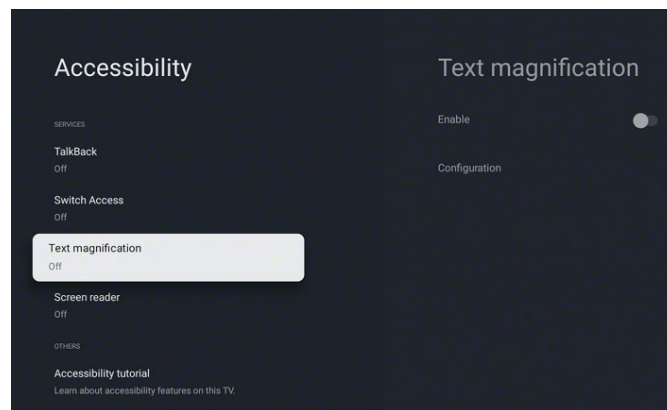 Accessibility
SERVICES
TalkBack
Off
Switch Access
Off
Text magnification
Off
Screen reader
Off
OTHERS
Accessibility tutorial
Learn about accessibility features on this TV.
Text magnification
Enable
Configuration